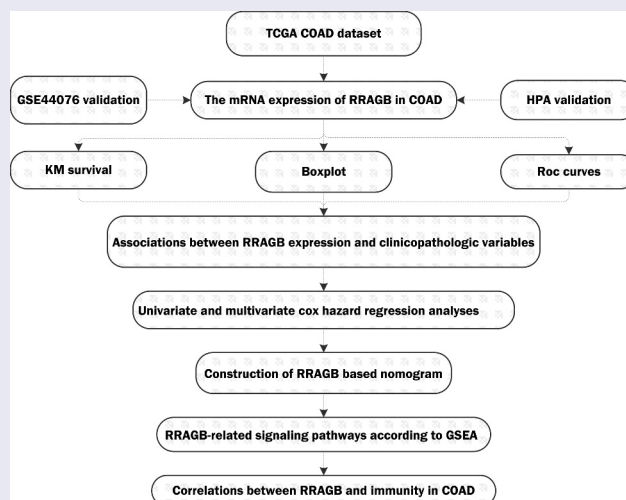 TCGA COAD dataset
GSE44076 validation
The mRNA expression of RRAGB in COAD
HPA validation
KM survival
Boxplot
Roc curves
Associations between RRAGB expression and clinicopathologic variables
Univariate and multivariate cox hazard regression analyses
Construction of RRAGB based nomogram
RRAGB-related signaling pathways according to GSEA
Correlations between RRAGB and immunity in COAD